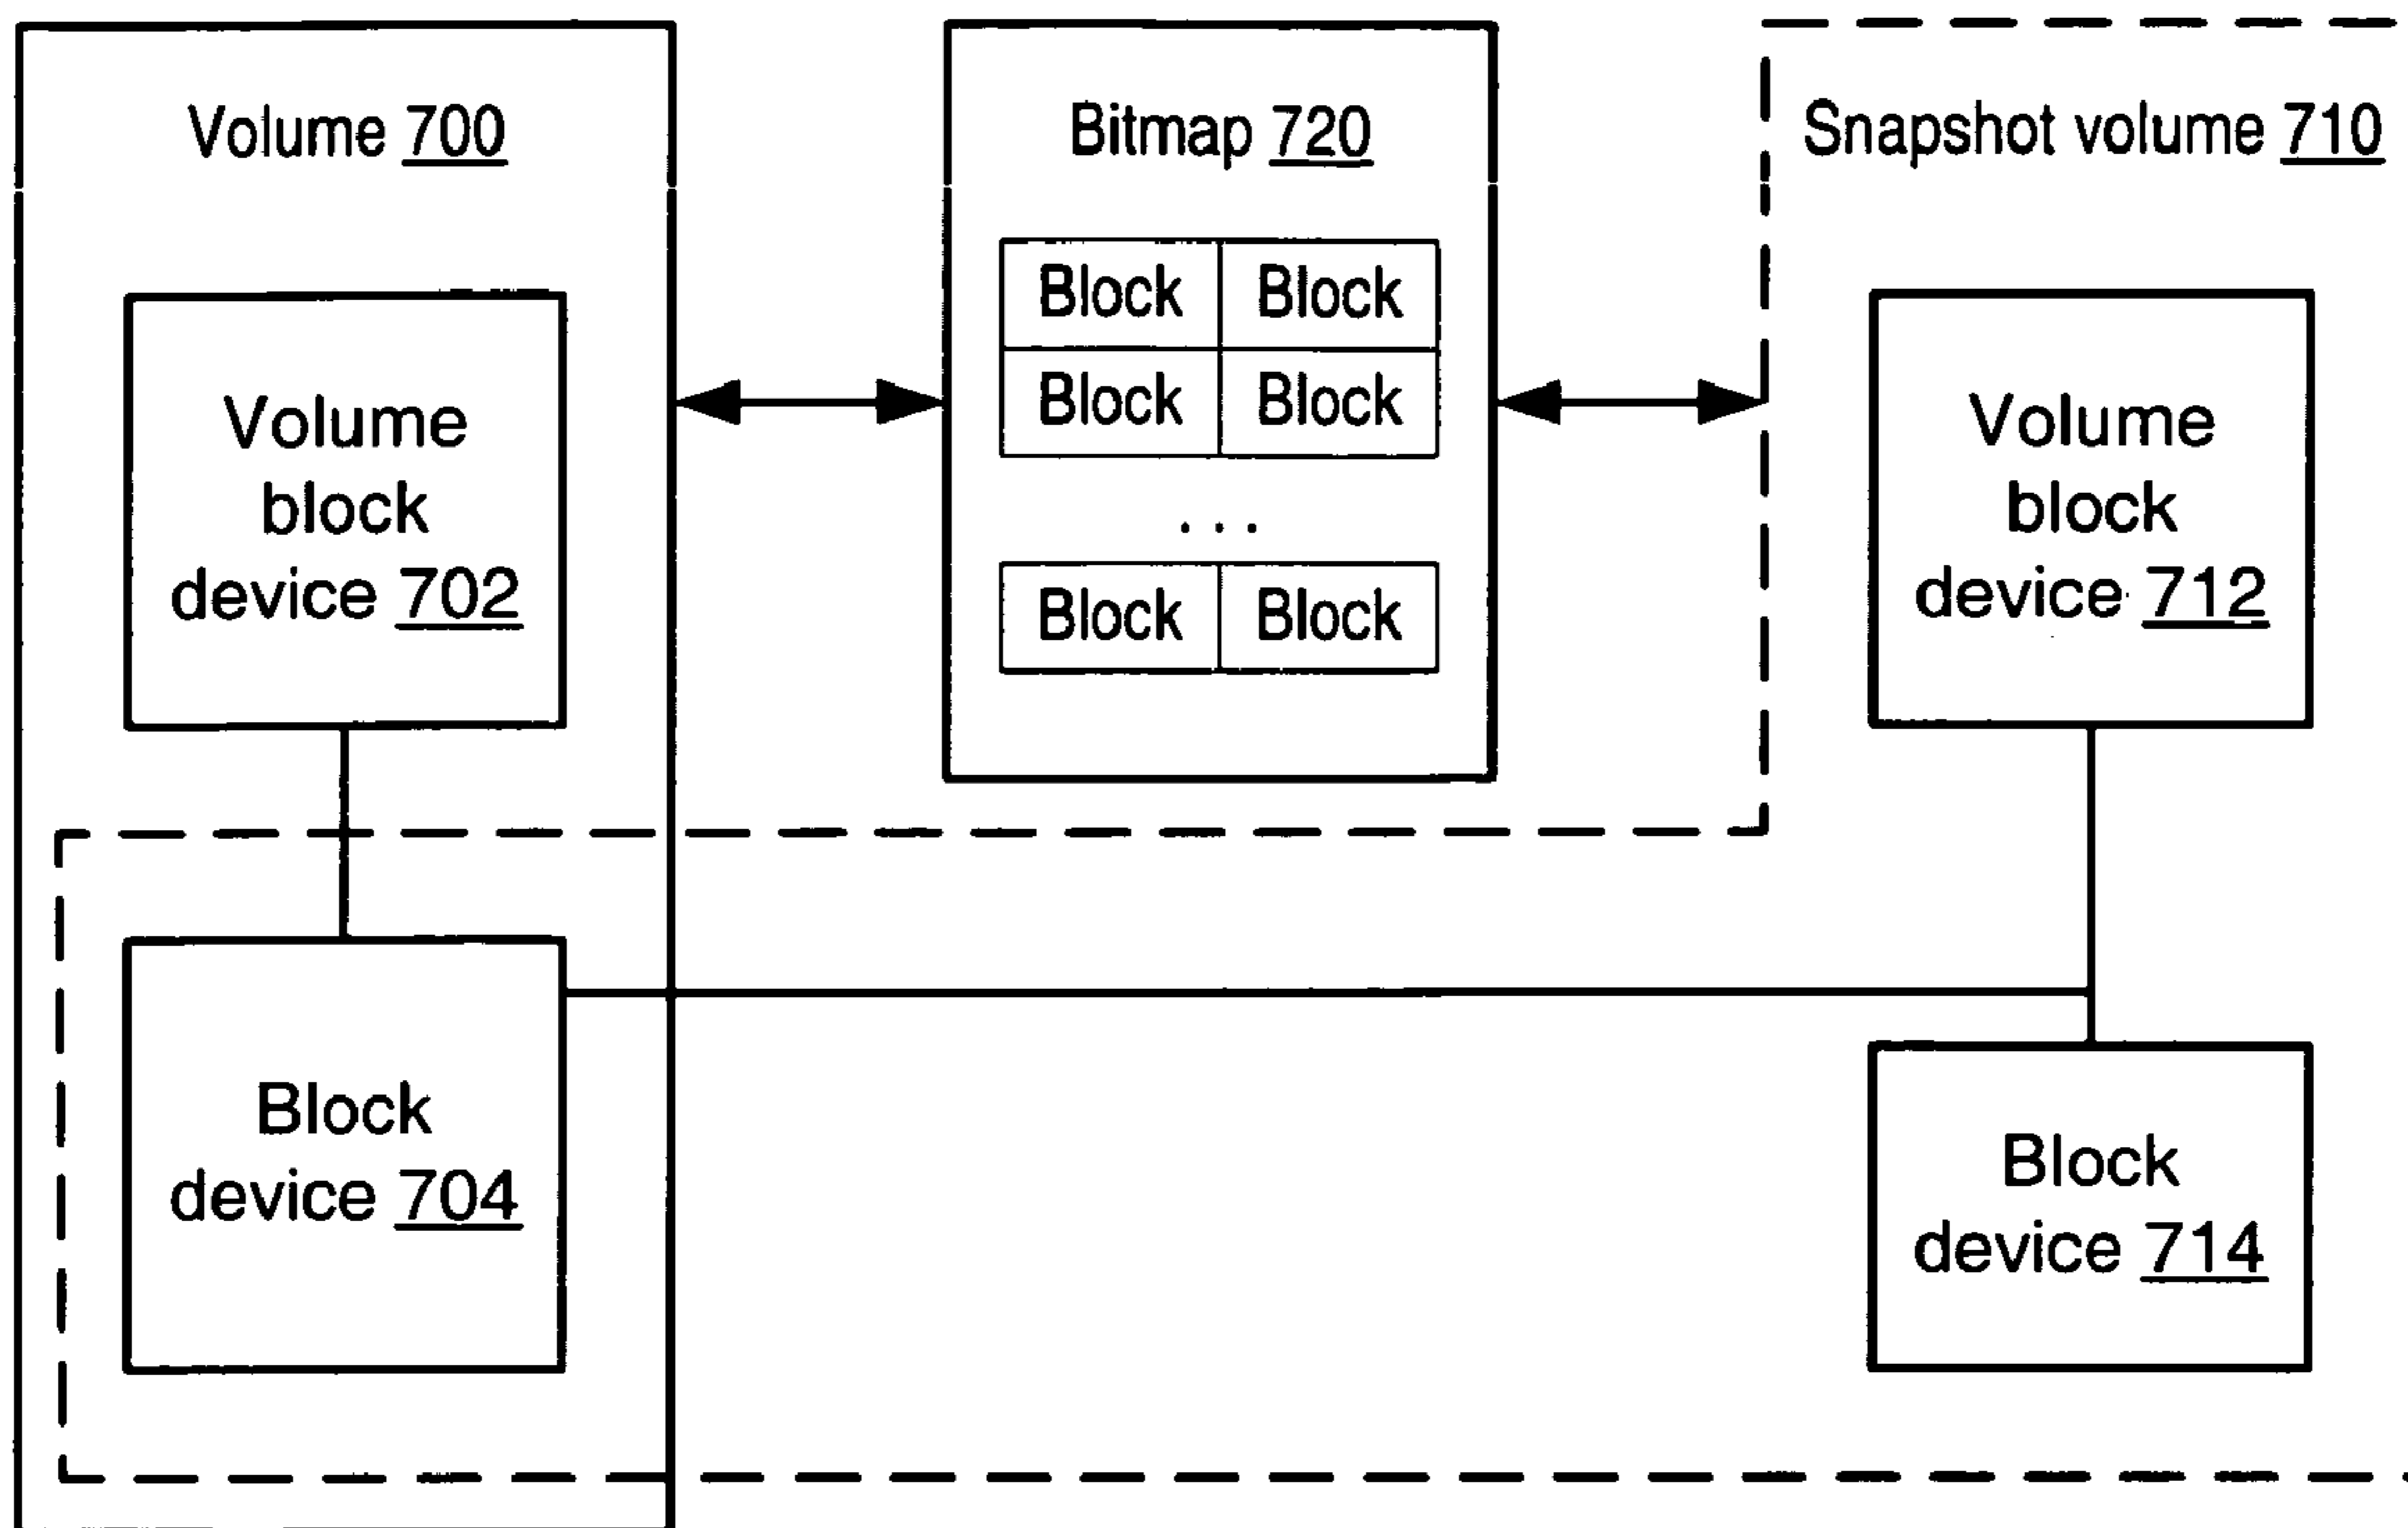 Volume 700
Volume
block
device 702
Block
device 704
Bitmap 720
Block Block
Block Block
. . .
Block Block
Snapshot volume 710
Volume
block
device 712
Block
device 714